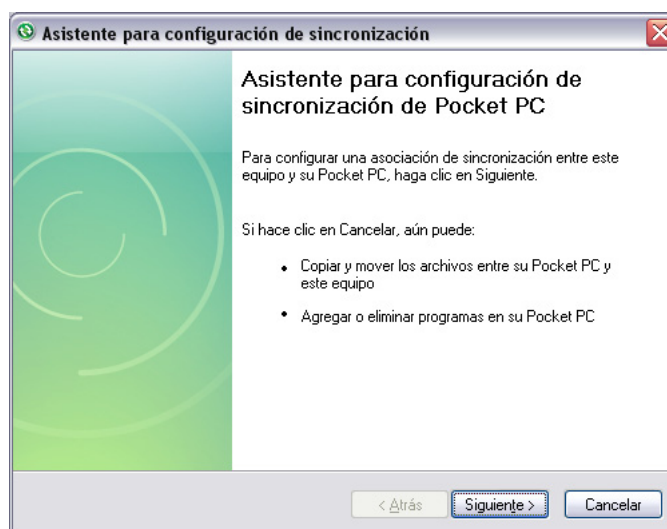 Asistente para configuración de sincronización
Asistente para configuración de
sincronización de Pocket PC
Para configurar una asociación de sincronización entre este
equipo y su Pocket PC, haga clic en Siguiente.
Si hace clic en Cancelar, aún puede:
• Copiar y mover los archivos entre su Pocket PC y
este equipo
• Agregar o eliminar programas en su Pocket PC
< Atrás Siguiente > Cancelar